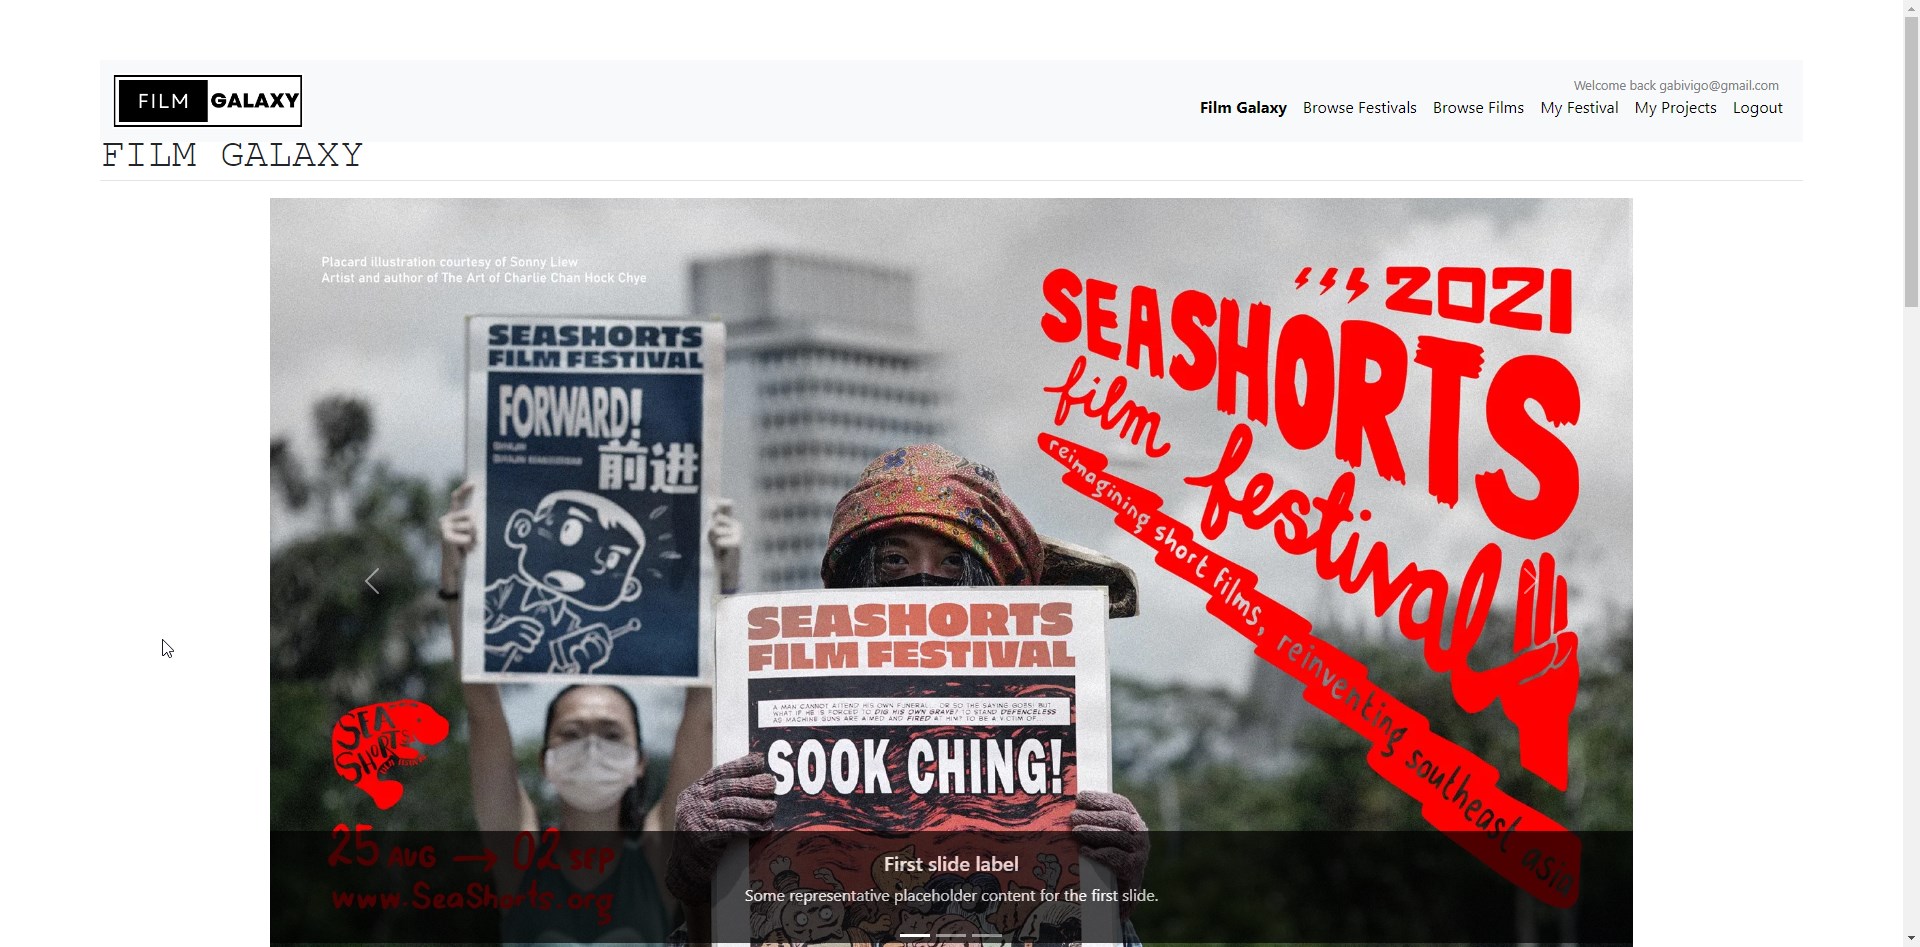 FILM GALAXY
Welcome back gabivigo@gmail.com
Film Galaxy Browse Festivals Browse Films My Festival My Projects Logout
FILM GALAXY
Placard illustration courtesy of Sonny Liew
Artist and author of The Art of Charlie Chan Hock Chye
2021
SEASHORTS
film festival
reimagining short films, reinventing southeast asia
SEASHORTS
FILM FESTIVAL
FORWARD!
前进
SEASHORTS
FILM FESTIVAL
A MAN CANNOT ATTEND HIS OWN FUNERAL... OR SO THE SAYING GOES! BUT
WHAT IF HE IS FORCED TO DIG HIS OWN GRAVE? TO STAND DEFENCELESS
AS MACHINE GUNS ARE AIMED AND FIRED AT HIM? TO BE A VICTIM OF...
SOOK CHING!
SEA
SHORTS
25 AUG → 02 SEP
www.SeaShorts.org
First slide label
Some representative placeholder content for the first slide.